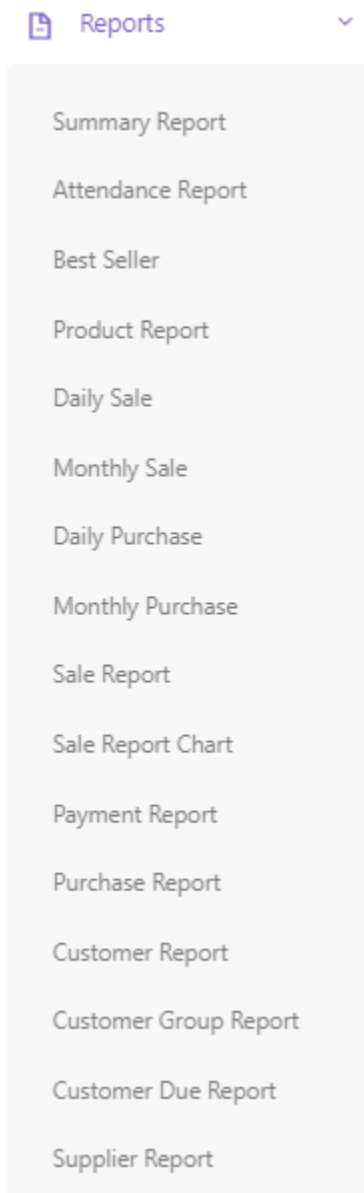 Reports
Summary Report
Attendance Report
Best Seller
Product Report
Daily Sale
Monthly Sale
Daily Purchase
Monthly Purchase
Sale Report
Sale Report Chart
Payment Report
Purchase Report
Customer Report
Customer Group Report
Customer Due Report
Supplier Report